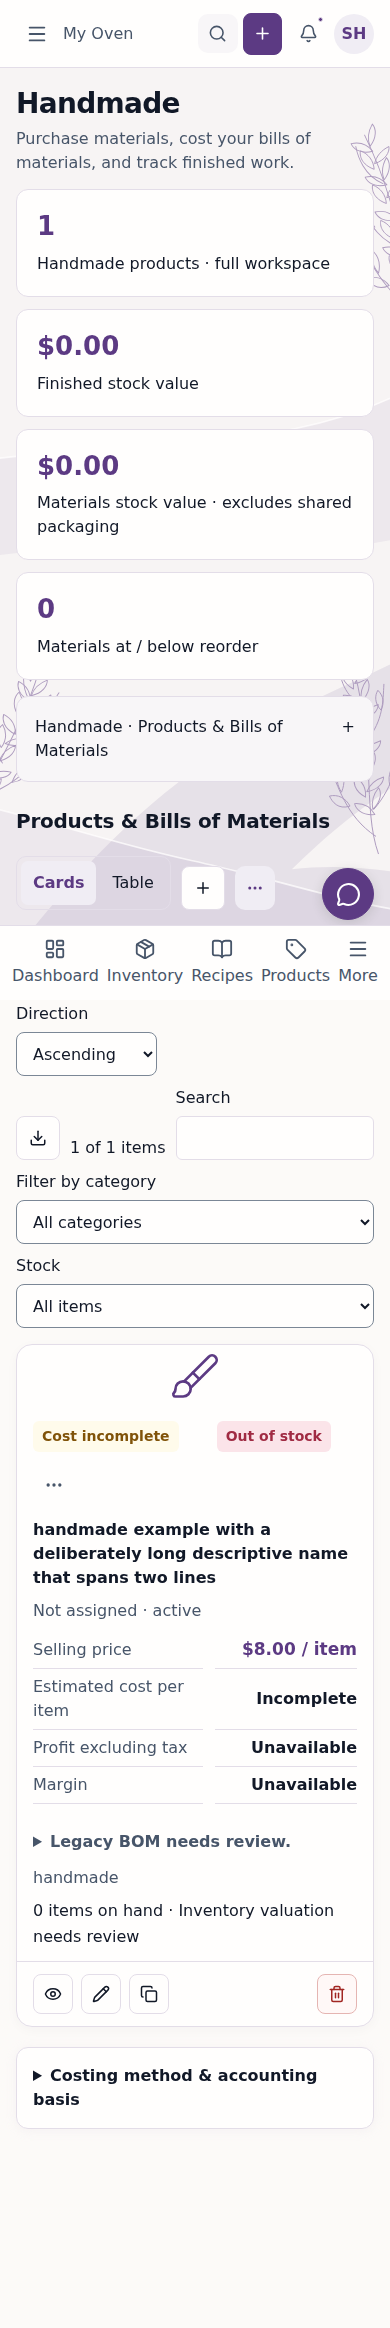 My Oven
SH
Handmade
Purchase materials, cost your bills of
materials, and track finished work.
1
Handmade products · full workspace
$0.00
Finished stock value
$0.00
Materials stock value · excludes shared
packaging
0
Materials at / below reorder
Handmade · Products & Bills of
Materials
+
Products & Bills of Materials
Cards
Table
+
Dashboard
Inventory
Recipes
Products
More
Direction
Ascending
Search
1 of 1 items
Filter by category
All categories
Stock
All items
Cost incomplete
Out of stock
handmade example with a
deliberately long descriptive name
that spans two lines
Not assigned · active
Selling price
$8.00 / item
Estimated cost per
item
Incomplete
Profit excluding tax
Unavailable
Margin
Unavailable
Legacy BOM needs review.
handmade
0 items on hand · Inventory valuation
needs review
Costing method & accounting
basis